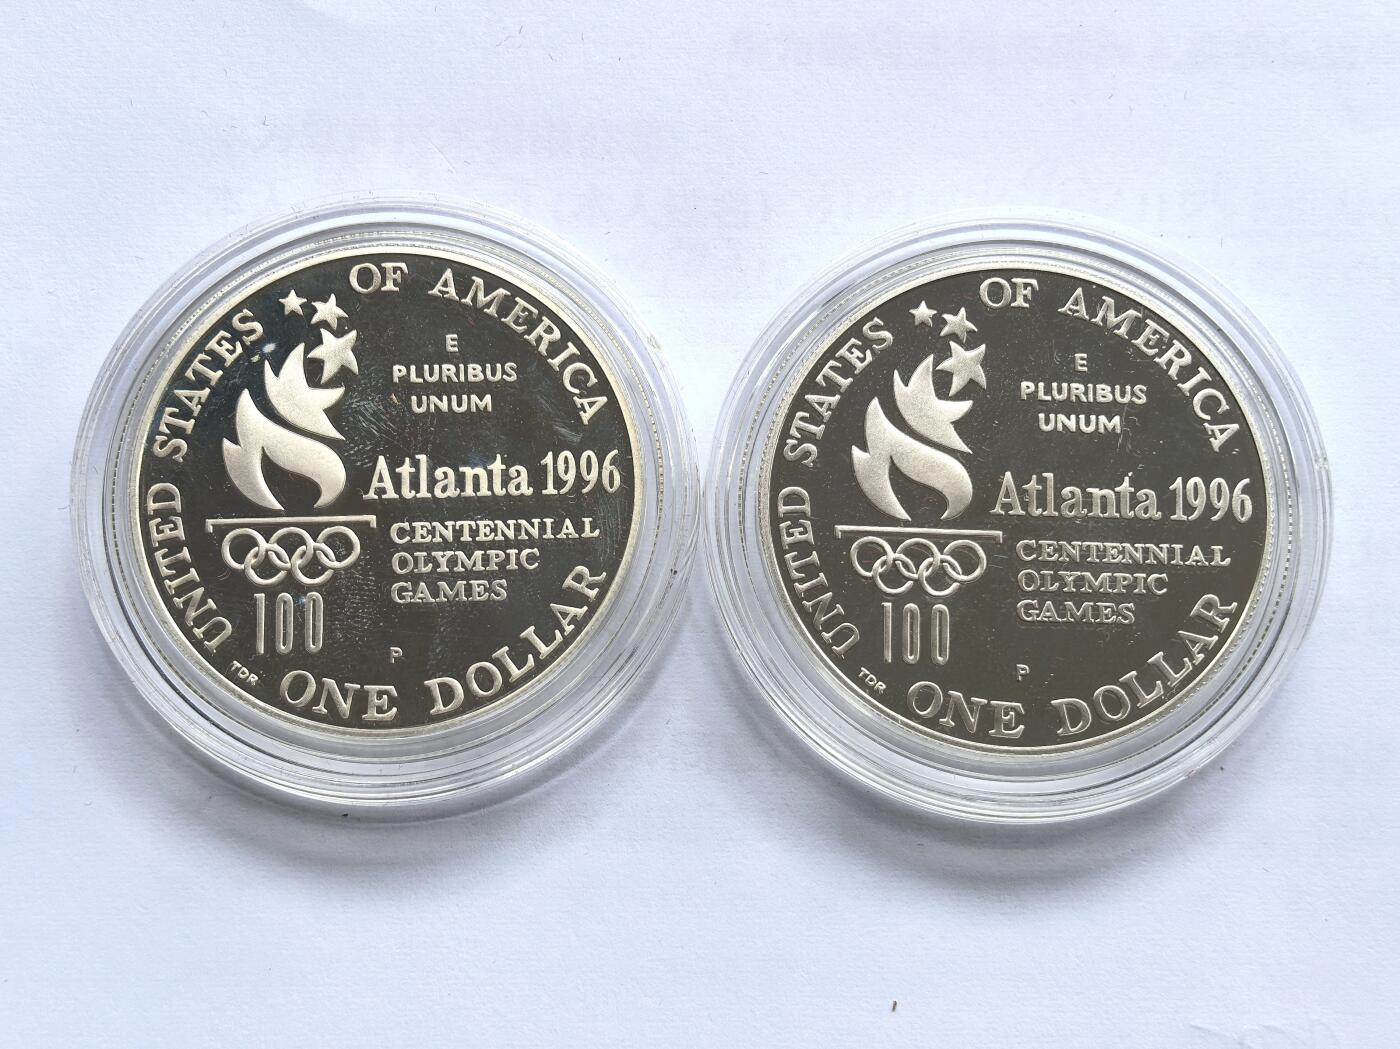 UNITED STATES OF AMERICA
E
PLURIBUS
UNUM
Atlanta 1996
CENTENNIAL
OLYMPIC
GAMES
100
P
TDR
ONE DOLLAR
UNITED STATES OF AMERICA
E
PLURIBUS
UNUM
Atlanta 1996
CENTENNIAL
OLYMPIC
GAMES
100
P
TDR
ONE DOLLAR